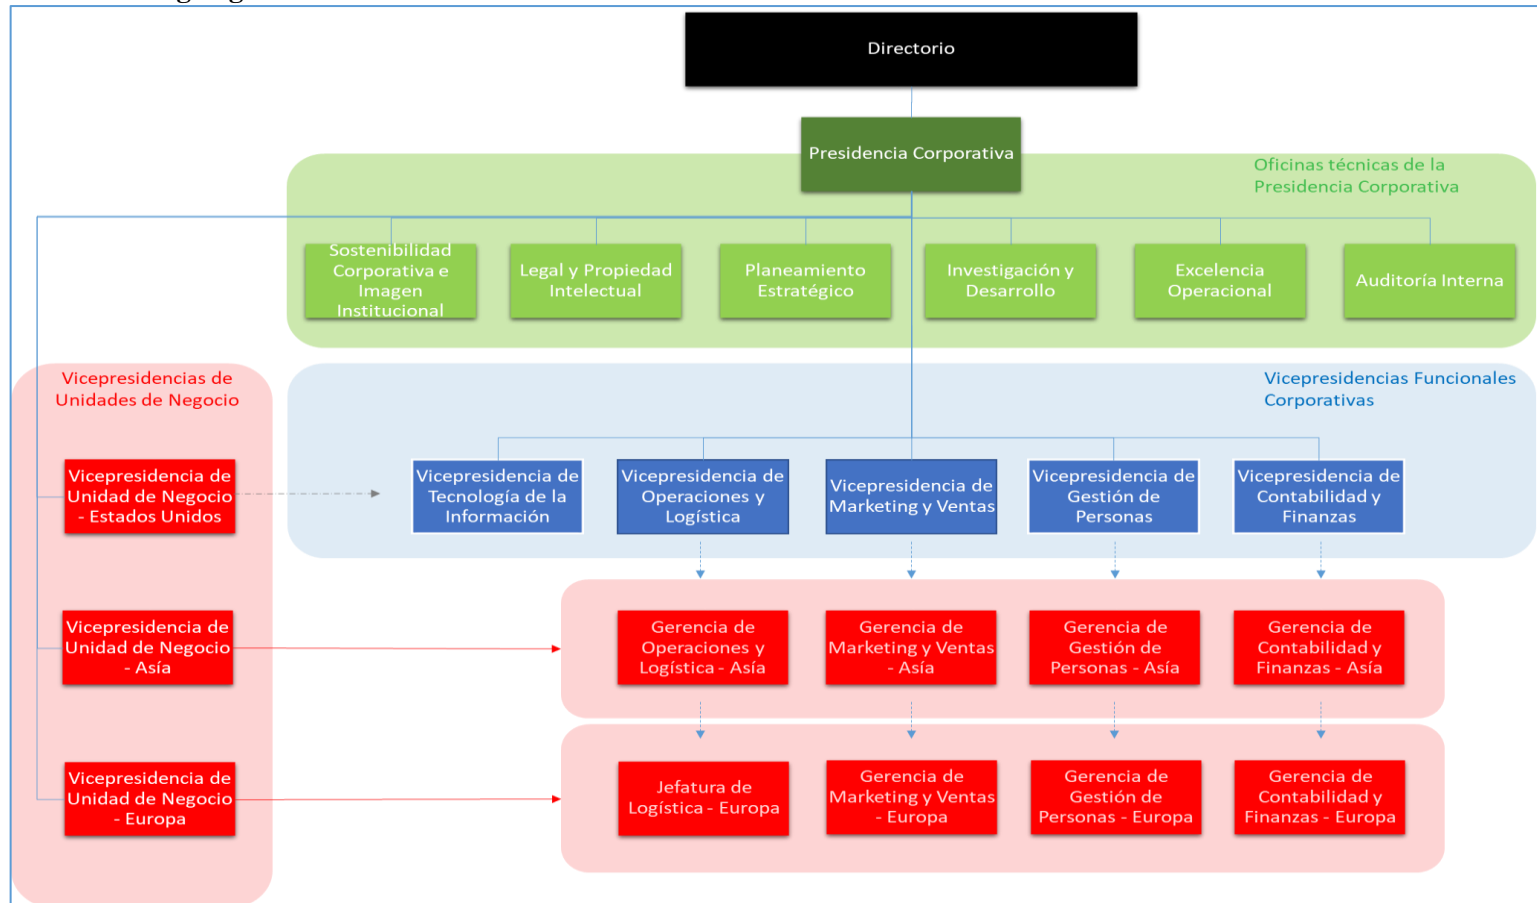 Directorio
Presidencia Corporativa
Oficinas técnicas de la
Presidencia Corporativa
Sostenibilidad
Corporativa e
Imagen
Institucional
Legal y Propiedad
Intelectual
Planeamiento
Estratégico
Investigación y
Desarrollo
Excelencia
Operacional
Auditoría Interna
Vicepresidencias de
Unidades de Negocio
Vicepresidencias Funcionales
Corporativas
Vicepresidencia de
Unidad de Negocio
- Estados Unidos
Vicepresidencia de
Tecnología de la
Información
Vicepresidencia de
Operaciones y
Logística
Vicepresidencia de
Marketing y Ventas
Vicepresidencia de
Gestión de
Personas
Vicepresidencia de
Contabilidad y
Finanzas
Vicepresidencia de
Unidad de Negocio
- Asía
Gerencia de
Operaciones y
Logística - Asía
Gerencia de
Marketing y Ventas
- Asía
Gerencia de
Gestión de
Personas - Asía
Gerencia de
Contabilidad y
Finanzas - Asía
Vicepresidencia de
Unidad de Negocio
- Europa
Jefatura de
Logística - Europa
Gerencia de
Marketing y Ventas
- Europa
Gerencia de
Gestión de
Personas - Europa
Gerencia de
Contabilidad y
Finanzas - Europa